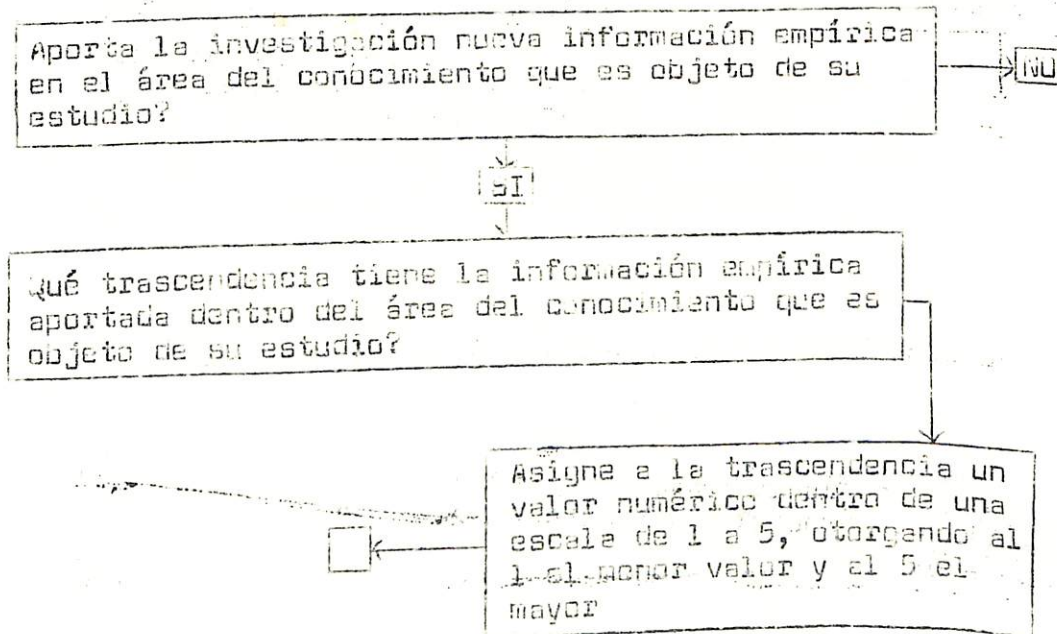 Aporta la investigación nueva información empírica
en el área del conocimiento que es objeto de su
estudio?
NO
SI
Qué trascendencia tiene la información empírica
aportada dentro del área del conocimiento que es
objeto de su estudio?
Asigne a la trascendencia un
valor numérico dentro de una
escala de 1 a 5, otorgando al
1 el menor valor y al 5 el
mayor